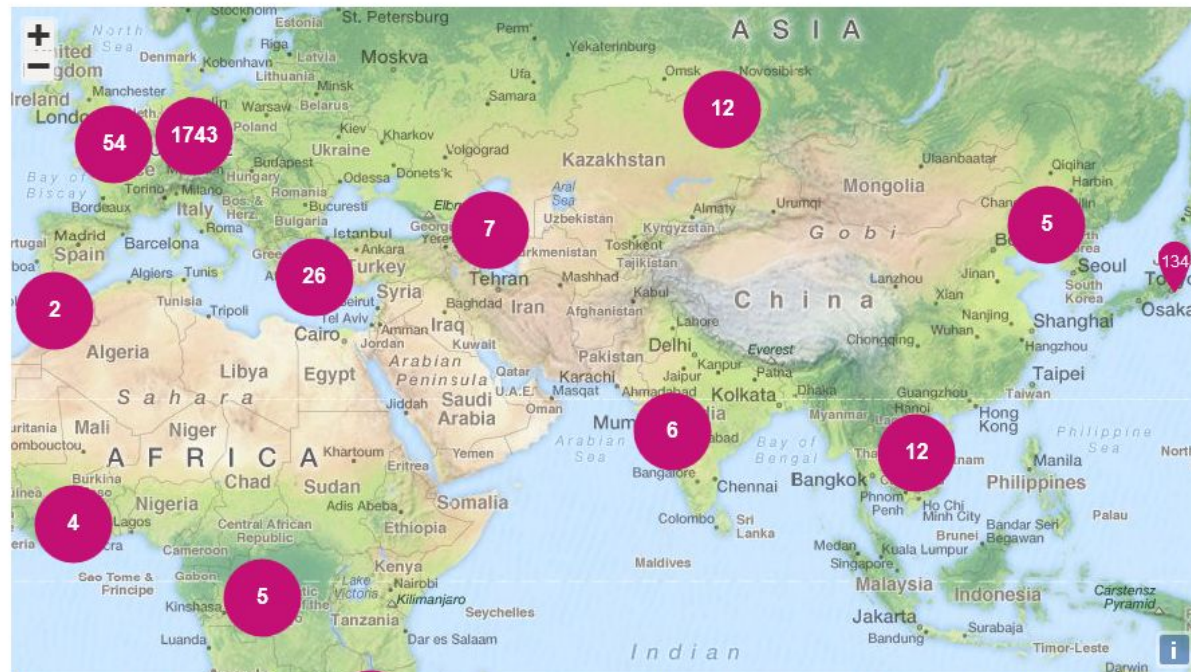 +
−
North
Sea
Stockholm
Estonia
St. Petersburg
Perm'
Yekaterinburg
A S I A
Riga
Latvia
Denmark
København
Moskva
Ufa
Omsk
Novosibirsk
Lithuania
Manchester
Minsk
Samara
Ireland
Warsaw
Belarus
12
54
1743
Poland
Kiev
Kharkov
Ukraine
Volgograd
Kazakhstan
Ulaanbaatar
Qiqihar
Bay of
Biscay
Budapest
Hungary
Odessa
Donets'k
Harbin
Torino
Milano
Romania
Aral
Sea
Mongolia
Bordeaux
Italy
Bos. &
Herz.
Bucuresti
Almaty
Urumqi
5
Bulgaria
7
Uzbekistan
Kyrgyzstan
Gobi
Madrid
Spain
Roma
Barcelona
Istanbul
Ankara
Toshkent
Tajikistan
Seoul
134
Algiers
Tunis
26
Turkey
Tehran
Mashhad
Lanzhou
Jinan
South
Korea
Osaka
2
Tunisia
Tripoli
Syria
Baghdad
Iran
Kabul
Afghanistan
China
Xian
Nanjing
Shanghai
Tel Aviv
Cairo
Amman
Jordan
Iraq
Kuwait
Lahore
Delhi
Everest
Wuhan
Chongqing
Hangzhou
Algeria
Libya
Egypt
Arabian
Peninsula
Qatar
U.A.E.
Pakistan
Karachi
Kanpur
Patna
Taipei
Sahara
Saudi
Arabia
Masqat
Ahmadabad
Jaipur
Kolkata
Dhaka
Guangzhou
Taiwan
Jiddah
Oman
Myanmar
Hanoi
Hong
Kong
Mali
Niger
6
Arabian
Sea
Bay of
Bengal
12
Philippine
Sea
AFRICA
Khartoum
Eritrea
Yemen
Manila
Burkina
Chad
Sudan
Bangalore
Chennai
Bangkok
Philippines
Nigeria
Adis Abeba
Somalia
Phnom
Penh
Ho Chi
Minh City
4
Lagos
Central African
Republic
Ethiopia
Colombo
Sri
Lanka
Palau
Cameroon
Brunei
Bandar Seri
Begawan
Maldives
Medan
Kuala Lumpur
Singapore
Sao Tome &
Principe
Gabon
Kenya
Malaysia
Indonesia
5
Lake
Victoria
Nairobi
Kilimanjaro
Carstensz
Pyramid
Kinshasa
Tanzania
Seychelles
Jakarta
Luanda
Dar es Salaam
Bandung
Surabaja
Indian
Timor-Leste
i